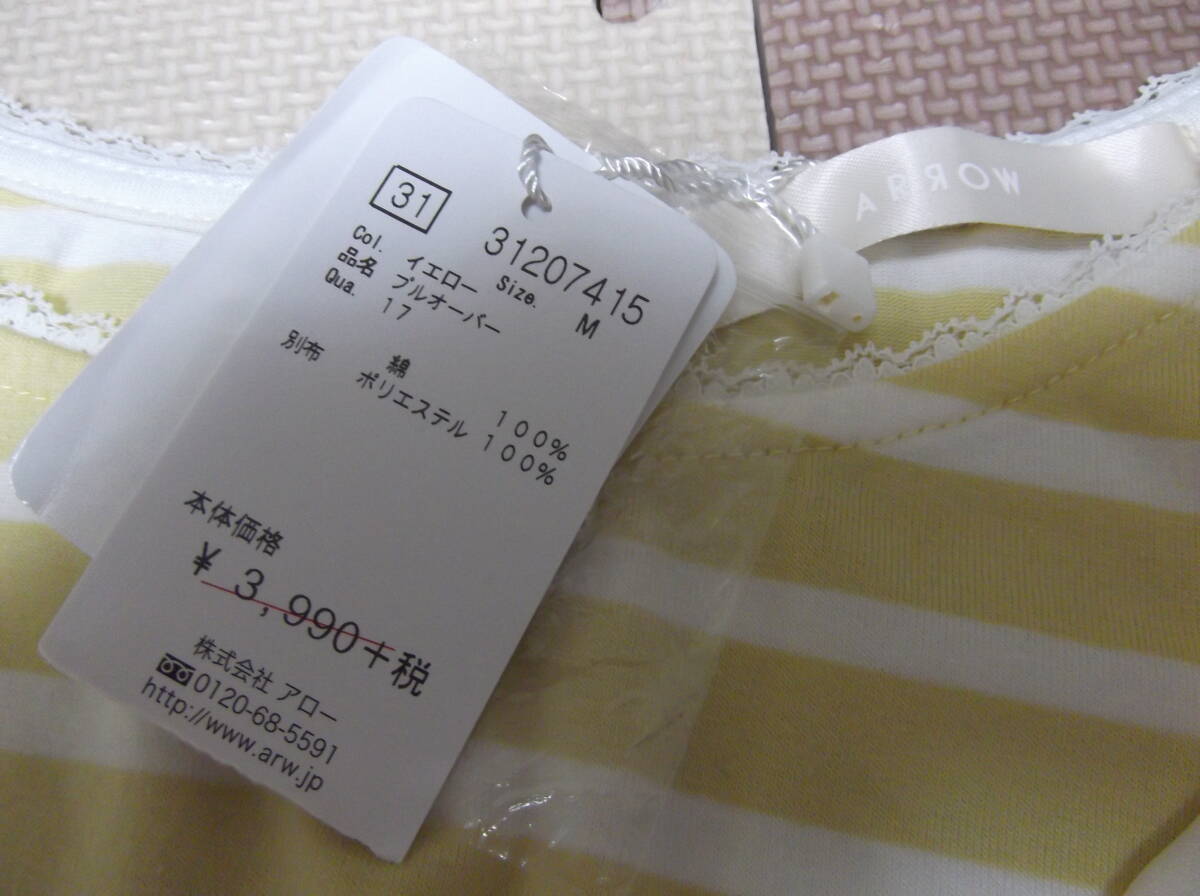 31
31207415
Col. イエロー Size. M
品名 プルオーバー
Qua. 17
綿 100%
別布 ポリエステル 100%
本体価格
¥ 3,990+税
株式会社 アロー
0120-68-5591
http://www.arw.jp
ARROW